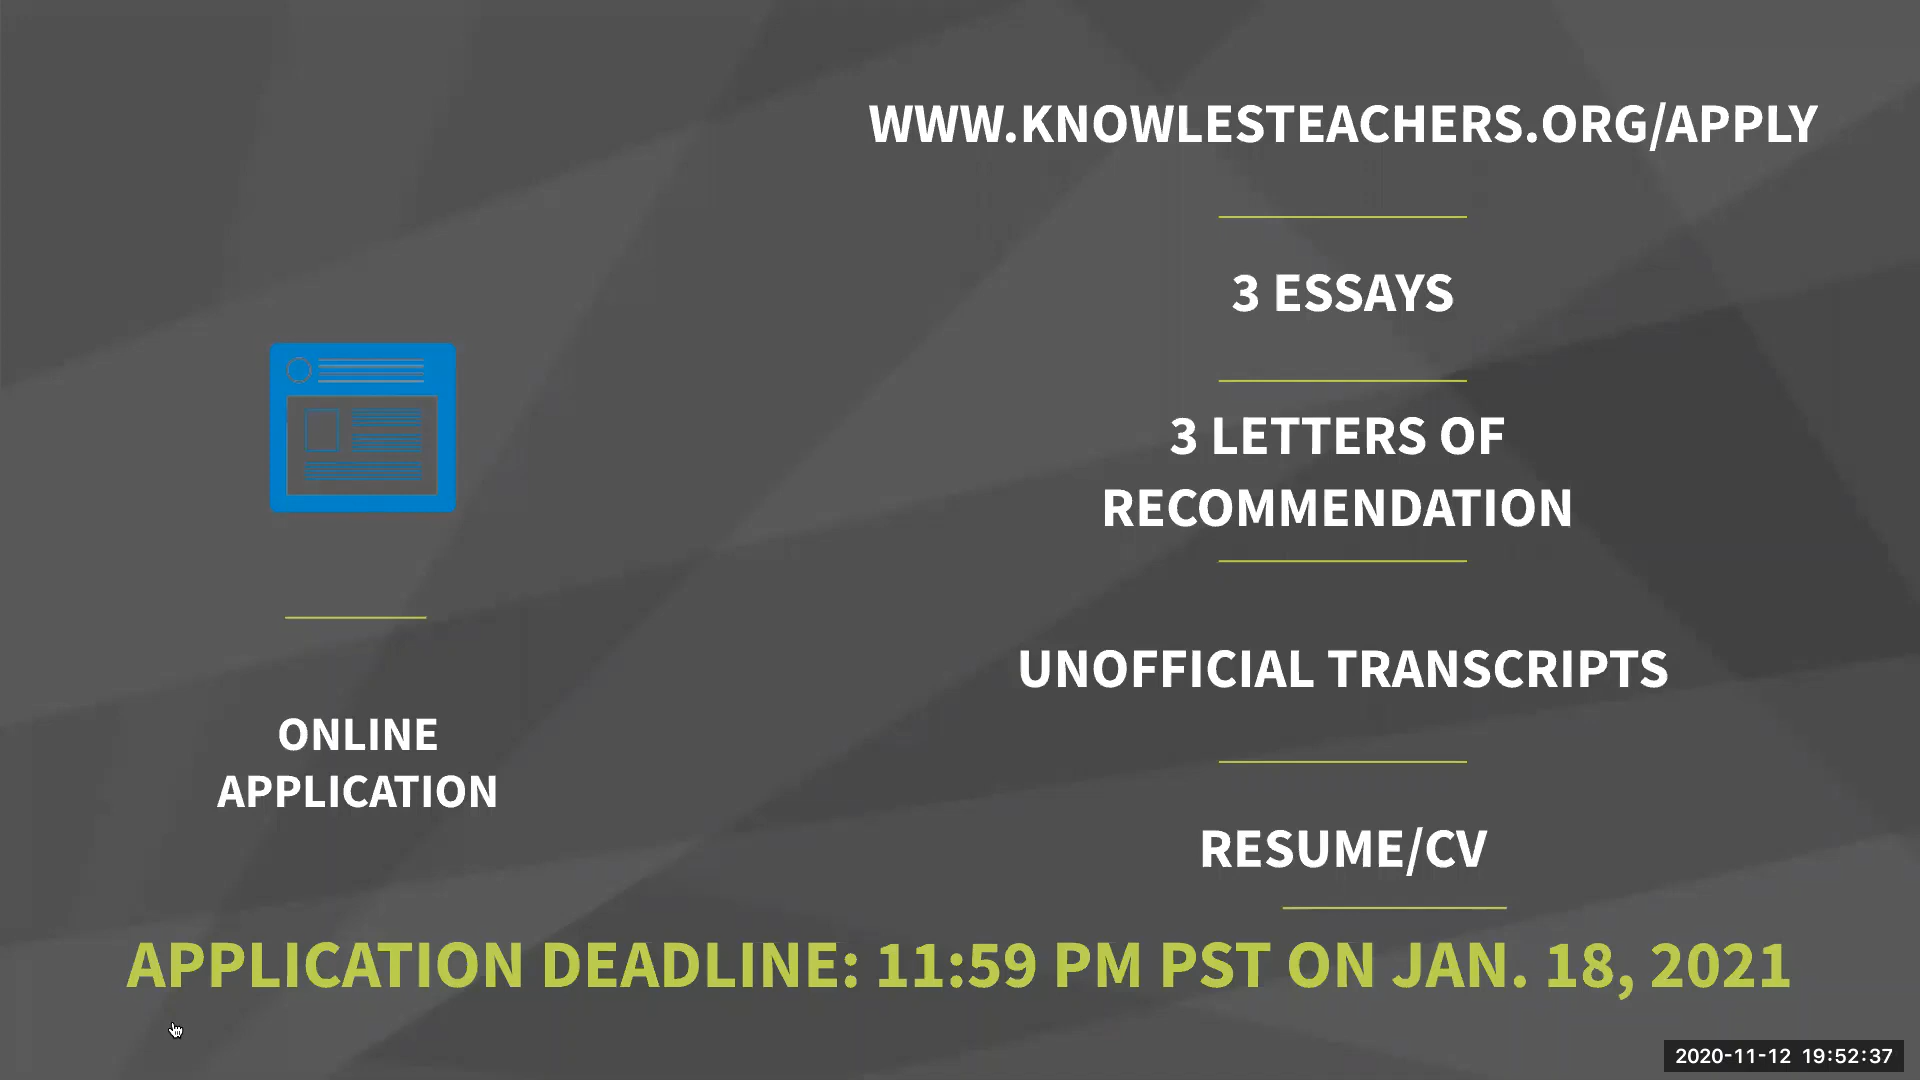 WWW.KNOWLESTEACHERS.ORG/APPLY
3 ESSAYS
3 LETTERS OF
RECOMMENDATION
UNOFFICIAL TRANSCRIPTS
ONLINE
APPLICATION
RESUME/CV
APPLICATION DEADLINE: 11:59 PM PST ON JAN. 18, 2021
2020-11-12 19:52:37